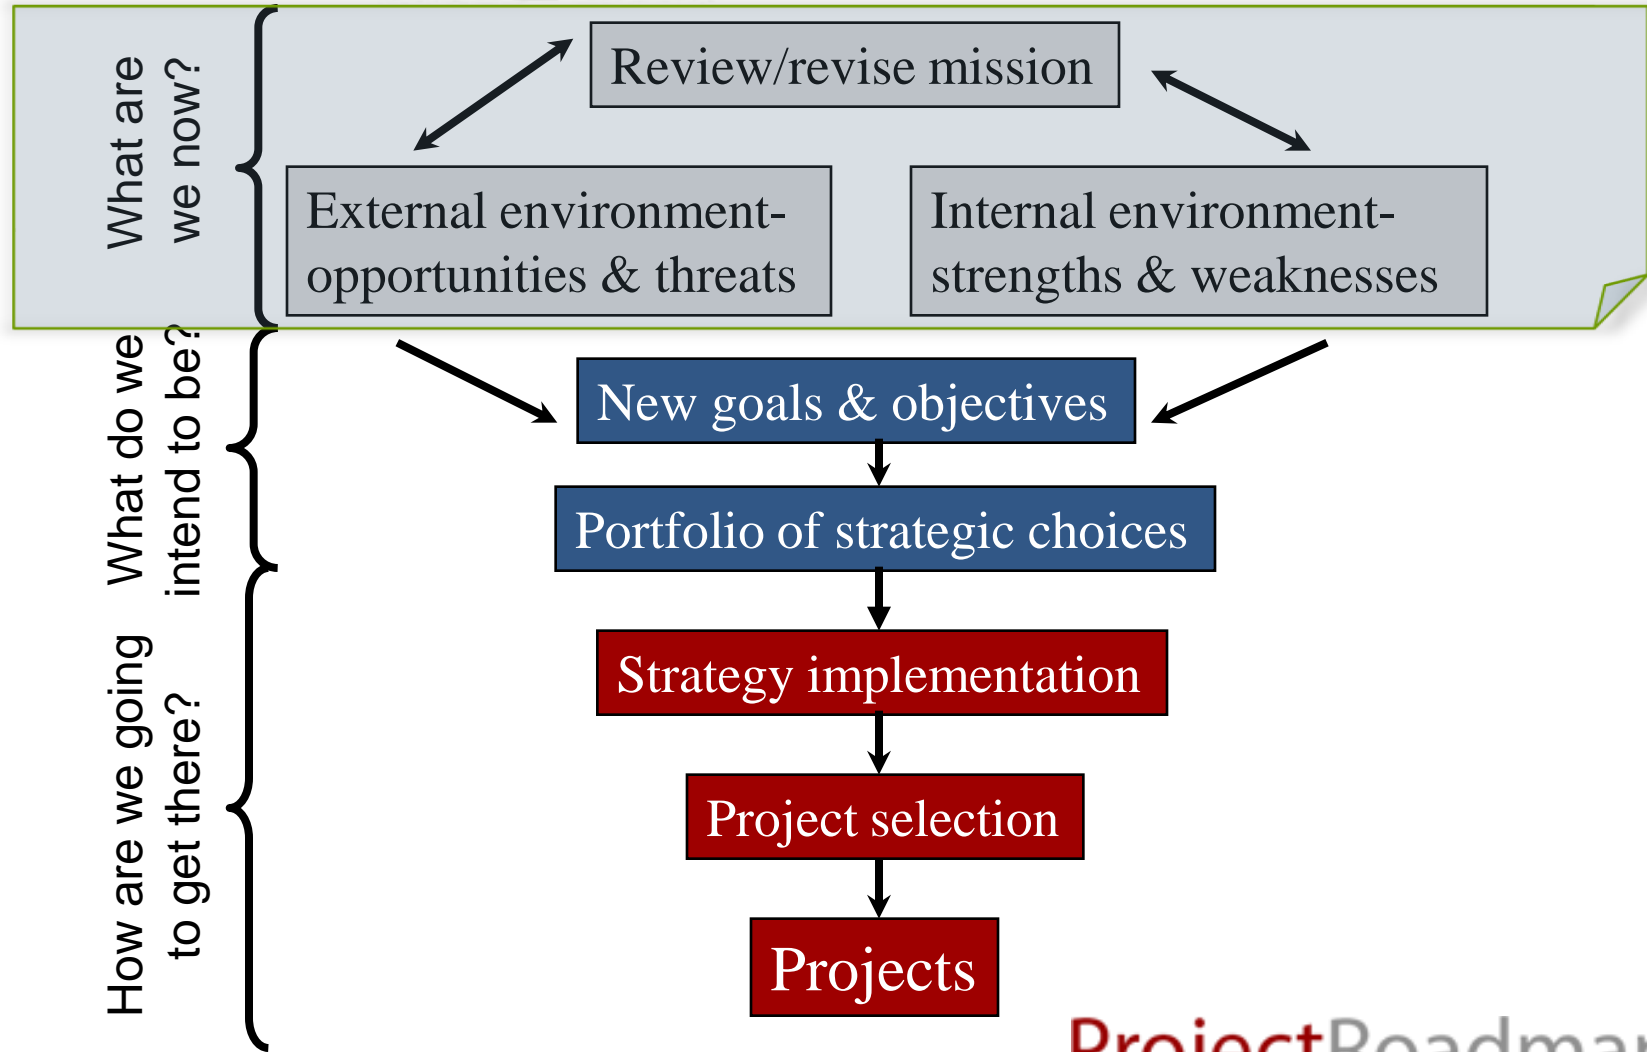 What are
we now?
Review/revise mission
External environment-
opportunities & threats
Internal environment-
strengths & weaknesses
What do we
intend to be?
New goals & objectives
Portfolio of strategic choices
How are we going
to get there?
Strategy implementation
Project selection
Projects